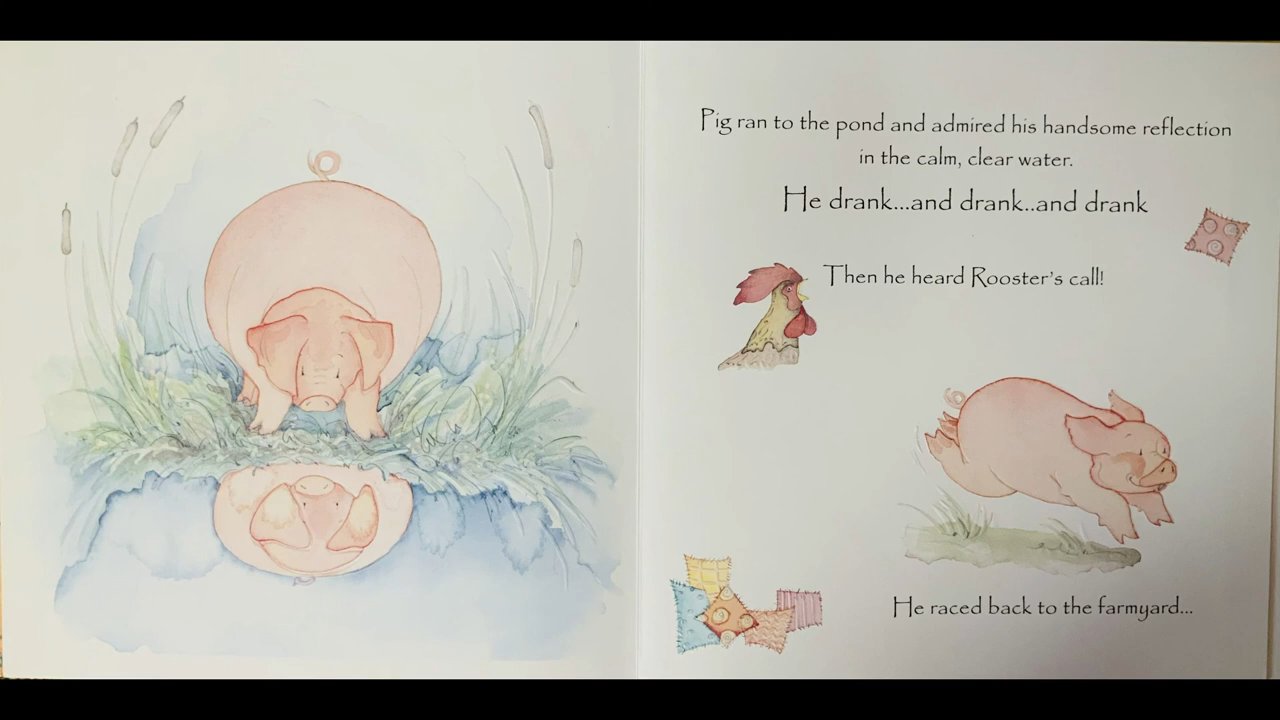 Pig ran to the pond and admired his handsome reflection
in the calm, clear water.
He drank...and drank..and drank
Then he heard Rooster's call!
He raced back to the farmyard...